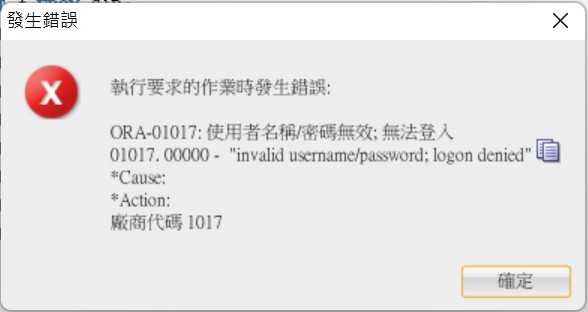 發生錯誤
執行要求的作業時發生錯誤:
ORA-01017: 使用者名稱/密碼無效; 無法登入
01017. 00000 -  "invalid username/password; logon denied"
*Cause:
*Action:
廠商代碼 1017
確定